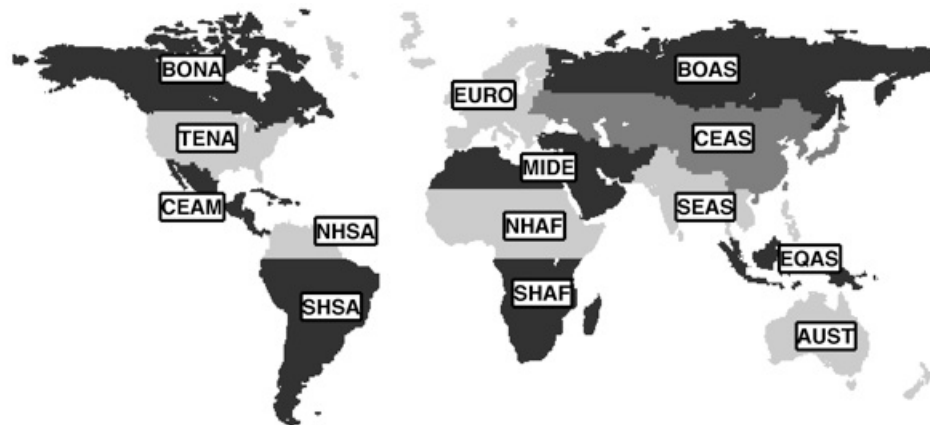 BONA
BOAS
EURO
TENA
CEAS
MIDE
CEAM
SEAS
NHSA
NHAF
EQAS
SHSA
SHAF
AUST